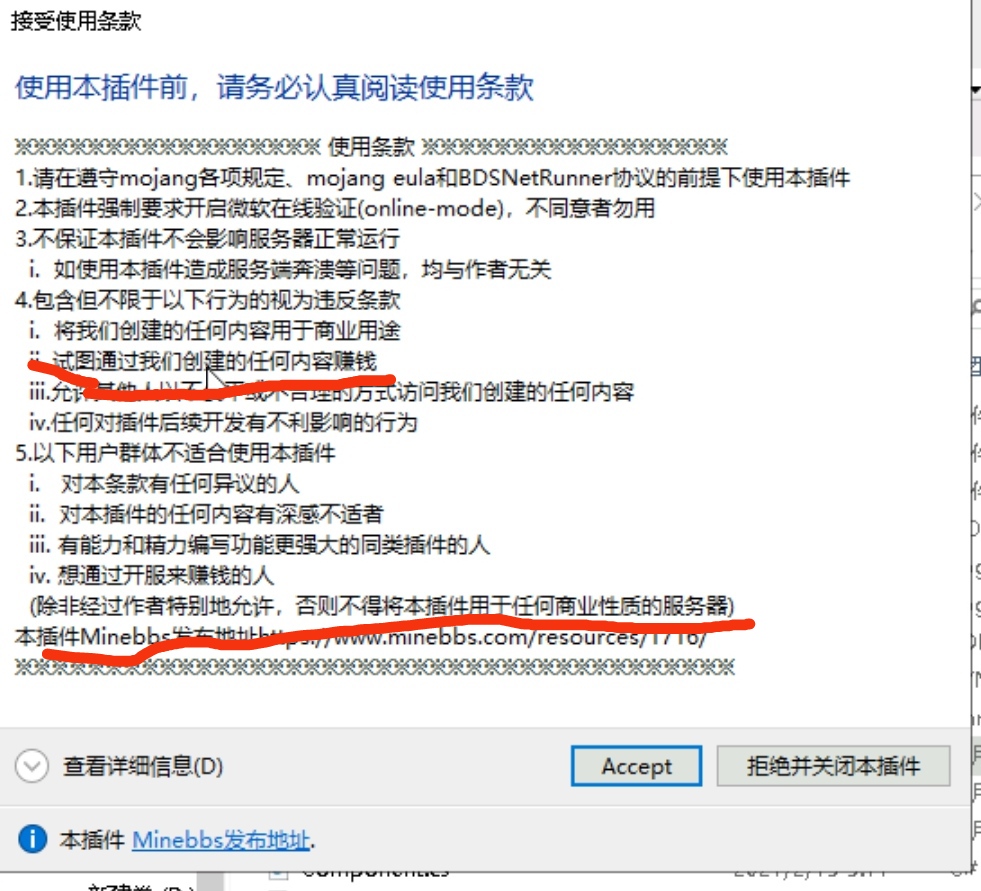 接受使用条款
使用本插件前，请务必认真阅读使用条款
※※※※※※※※※※※※※※※※※※※※※※ 使用条款 ※※※※※※※※※※※※※※※※※※※※※※
1.请在遵守mojang各项规定、mojang eula和BDSNetRunner协议的前提下使用本插件
2.本插件强制要求开启微软在线验证(online-mode)，不同意者勿用
3.不保证本插件不会影响服务器正常运行
i. 如使用本插件造成服务端奔溃等问题，均与作者无关
4.包含但不限于以下行为的视为违反条款
i. 将我们创建的任何内容用于商业用途
ii. 试图通过我们创建的任何内容赚钱
iii.允许其他人以不公平或不合理的方式访问我们创建的任何内容
iv.任何对插件后续开发有不利影响的行为
5.以下用户群体不适合使用本插件
i. 对本条款有任何异议的人
ii. 对本插件的任何内容有深感不适者
iii. 有能力和精力编写功能更强大的同类插件的人
iv. 想通过开服来赚钱的人
(除非经过作者特别地允许，否则不得将本插件用于任何商业性质的服务器)
本插件Minebbs发布地址https://www.minebbs.com/resources/1716/
※※※※※※※※※※※※※※※※※※※※※※※※※※※※※※※※※※※※※※※※※※※※※※※※※※※
查看详细信息(D)
Accept
拒绝并关闭本插件
本插件 Minebbs发布地址.